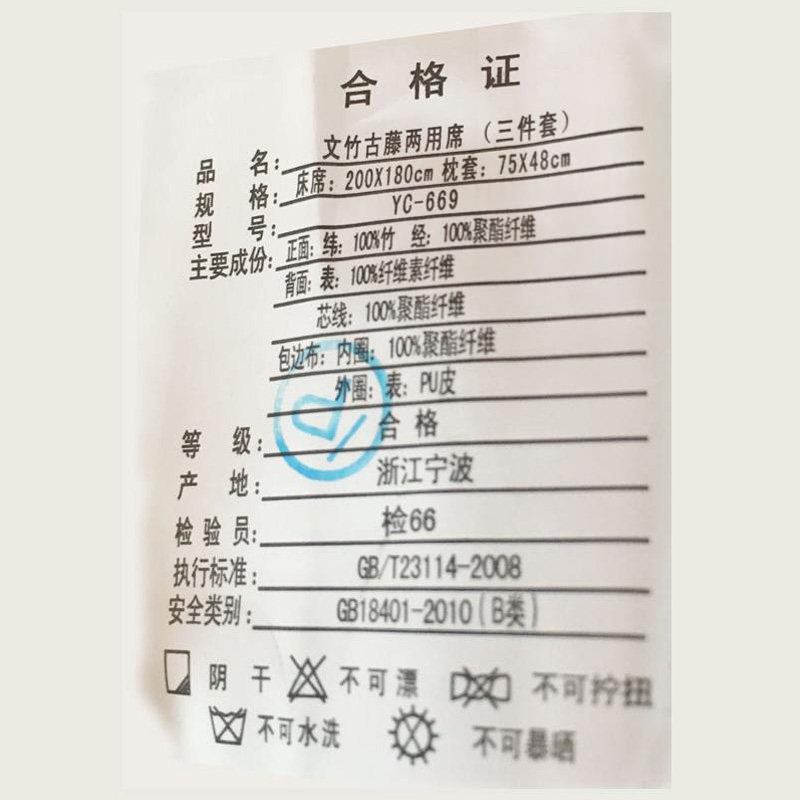 合格证
品名：文竹古藤两用席（三件套）
规格：床席：200X180cm 枕套：75X48cm
型号：YC-669
主要成份：正面：纬：100%竹 经：100%聚酯纤维
背面：表：100%纤维素纤维
芯线：100%聚酯纤维
包边布：内圈：100%聚酯纤维
外圈：表：PU皮
等级：合格
产地：浙江宁波
检验员：检66
执行标准：GB/T23114-2008
安全类别：GB18401-2010（B类）
阴干 不可漂 不可拧扭
不可水洗 不可暴晒